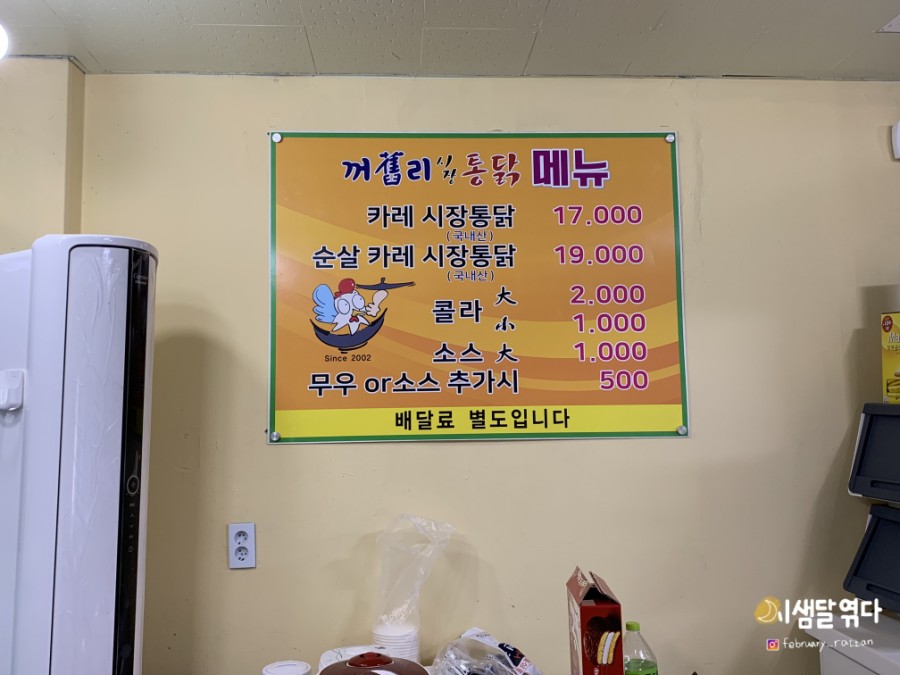 꺼舊리 시장 통닭 메뉴
카레 시장통닭 17.000
(국내산)
순살 카레 시장통닭 19.000
(국내산)
콜라 大 2.000
小 1.000
소스 大 1.000
무우 or소스 추가시 500
Since 2002
배달료 별도입니다
시샘달엮다
february_rattan